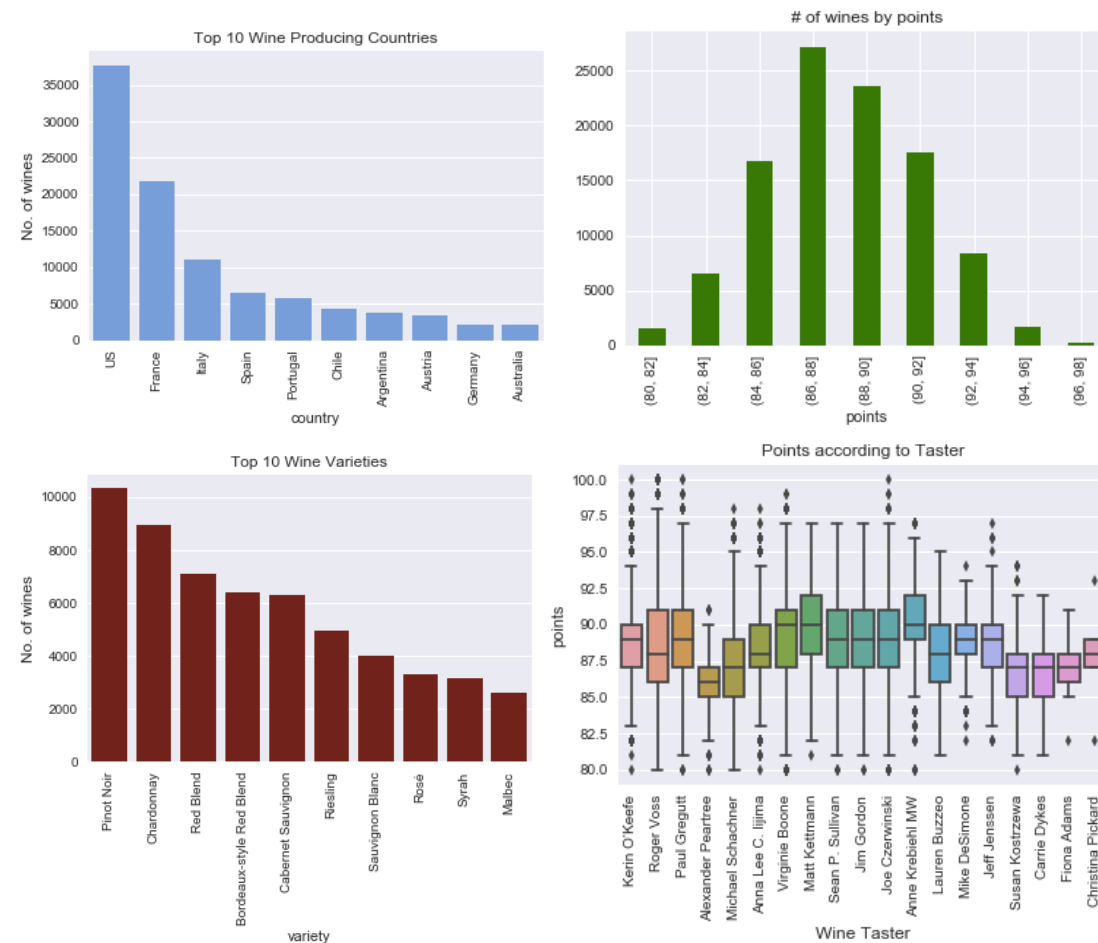 Top 10 Wine Producing Countries
No. of wines
35000
30000
25000
20000
15000
10000
5000
0
US
France
Italy
Spain
Portugal
Chile
Argentina
Austria
Germany
Australia
country
# of wines by points
25000
20000
15000
10000
5000
0
(80, 82]
(82, 84]
(84, 86]
(86, 88]
(88, 90]
(90, 92]
(92, 94]
(94, 96]
(96, 98]
points
Top 10 Wine Varieties
No. of wines
10000
8000
6000
4000
2000
0
Pinot Noir
Chardonnay
Red Blend
Bordeaux-style Red Blend
Cabernet Sauvignon
Riesling
Sauvignon Blanc
Rosé
Syrah
Malbec
variety
Points according to Taster
points
100.0
97.5
95.0
92.5
90.0
87.5
85.0
82.5
80.0
Kerin O'Keefe
Roger Voss
Paul Gregutt
Alexander Peartree
Michael Schachner
Anna Lee C. Iijima
Virginie Boone
Matt Kettmann
Sean P. Sullivan
Jim Gordon
Joe Czerwinski
Anne Krebiehl MW
Lauren Buzzeo
Mike DeSimone
Jeff Jenssen
Susan Kostrzewa
Carrie Dykes
Fiona Adams
Christina Pickard
Wine Taster